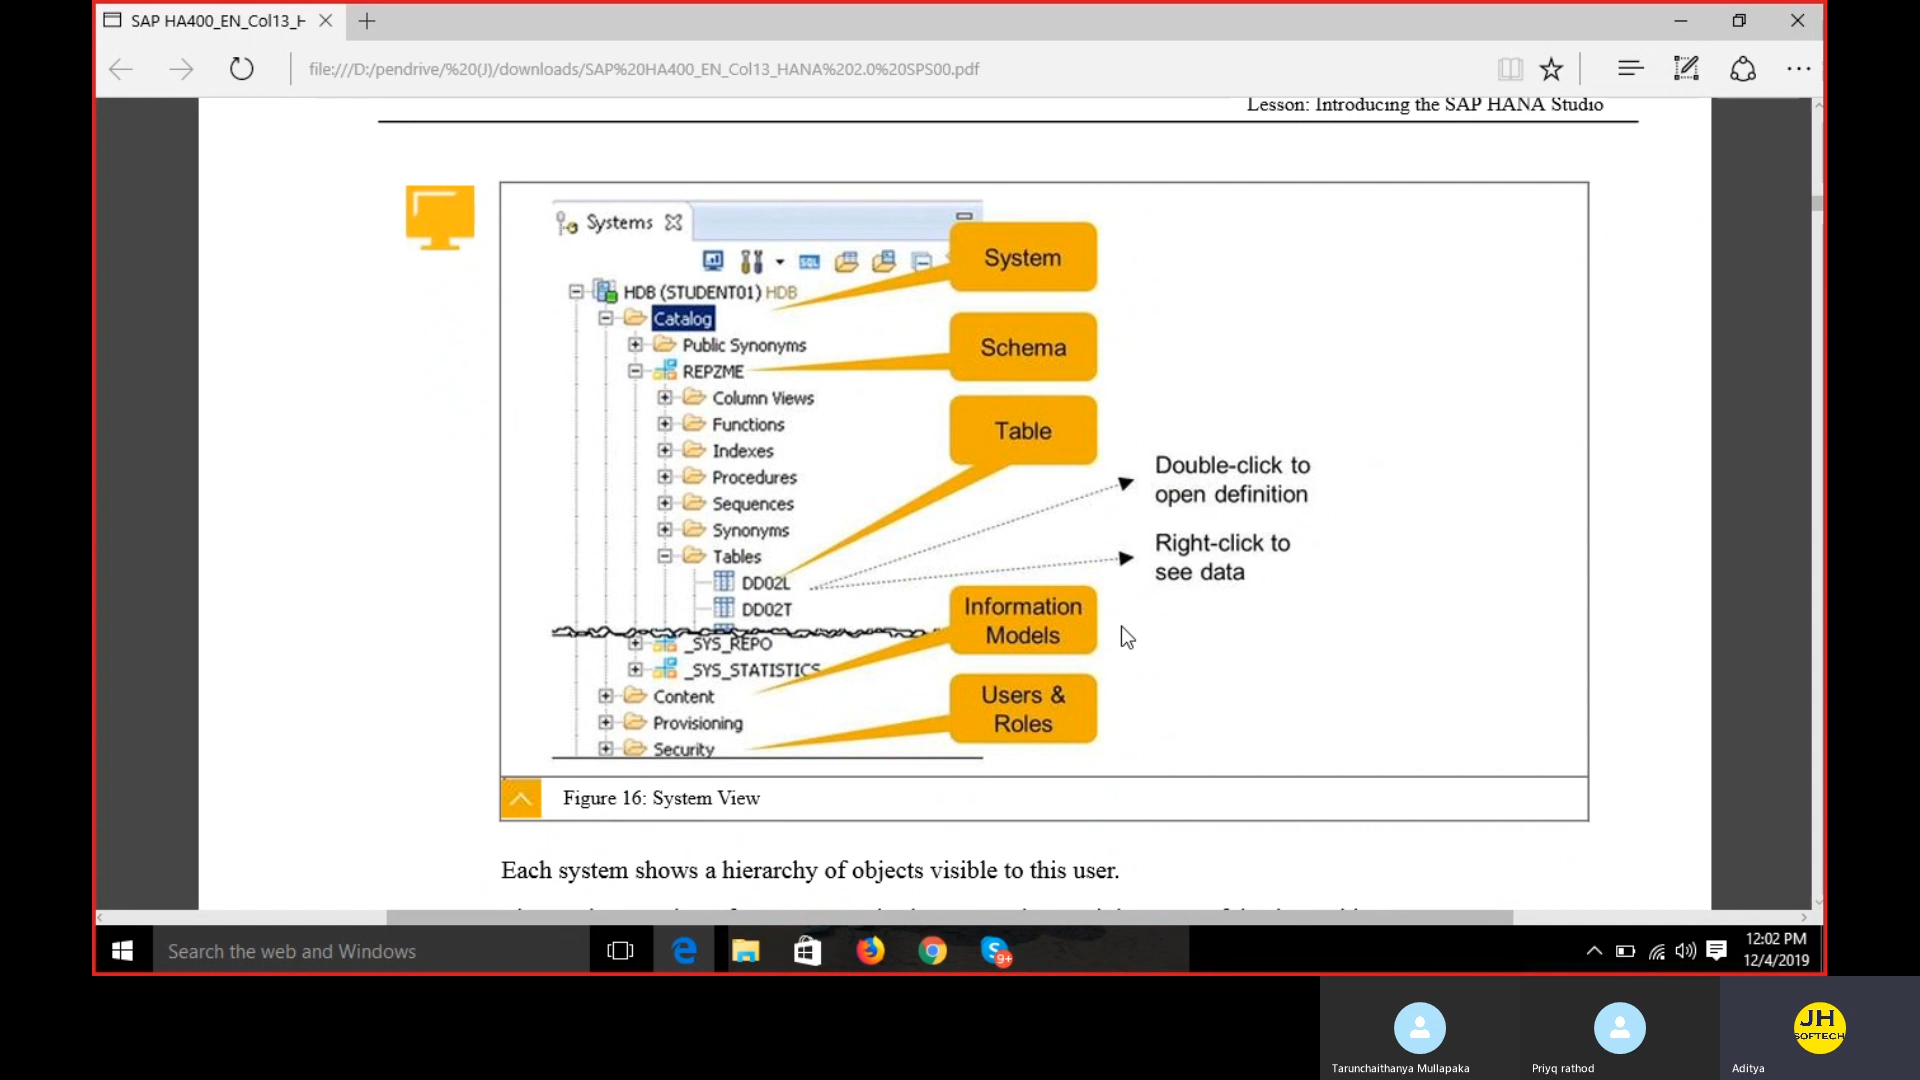 SAP HA400_EN_Col13_H
file:///D:/pendrive/%20(J)/downloads/SAP%20HA400_EN_Col13_HANA%202.0%20SPS00.pdf
Lesson: Introducing the SAP HANA Studio
Systems
System
SQL
HDB (STUDENT01) HDB
Catalog
Public Synonyms
Schema
REPZME
Column Views
Functions
Table
Indexes
Procedures
Double-click to
open definition
Sequences
Synonyms
Tables
Right-click to
see data
DD02L
DD02T
Information
Models
_SYS_REPO
_SYS_STATISTICS
Content
Provisioning
Users &
Roles
Security
Figure 16: System View
Each system shows a hierarchy of objects visible to this user.
Search the web and Windows
9+
12:02 PM
12/4/2019
JH
SOFTECH
Tarunchaithanya Mullapaka
Priyq rathod
Aditya